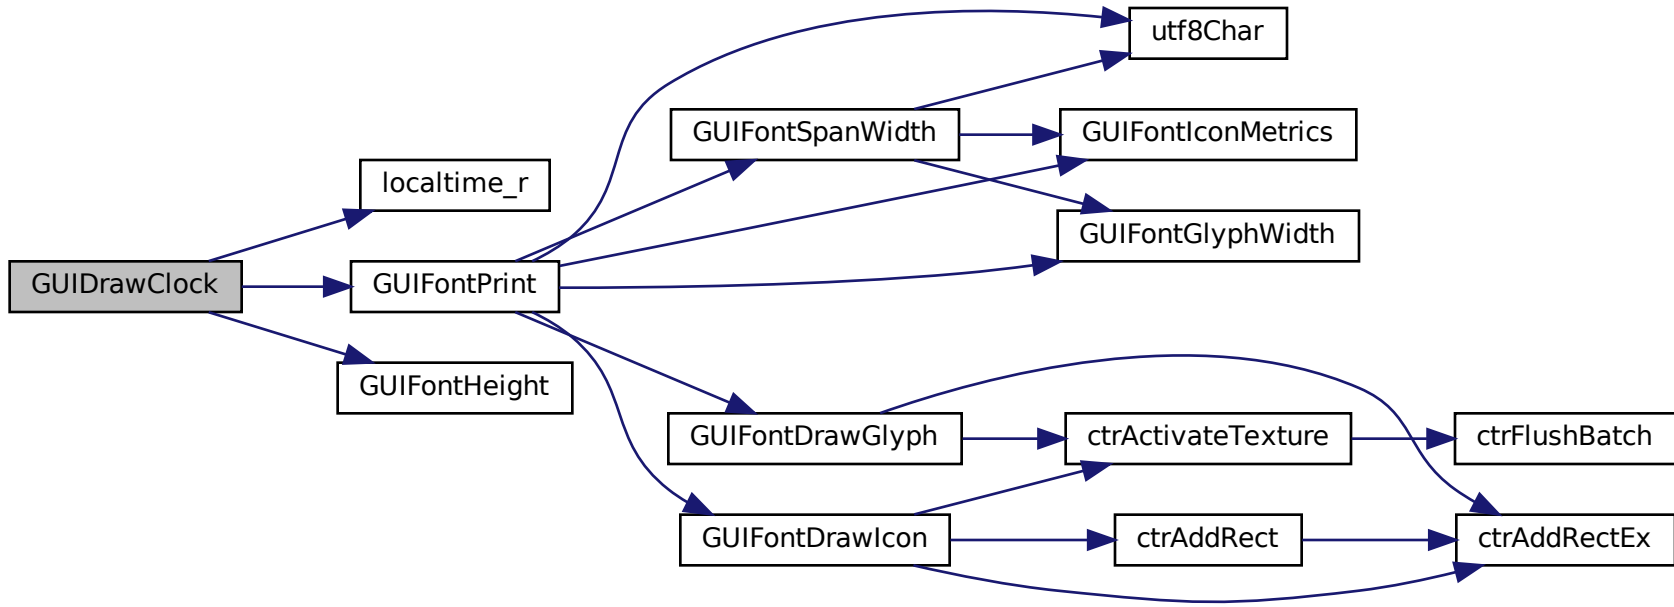 utf8Char
GUIFontSpanWidth
GUIFontIconMetrics
localtime_r
GUIFontGlyphWidth
GUIDrawClock
GUIFontPrint
GUIFontHeight
GUIFontDrawGlyph
ctrActivateTexture
ctrFlushBatch
GUIFontDrawIcon
ctrAddRect
ctrAddRectEx